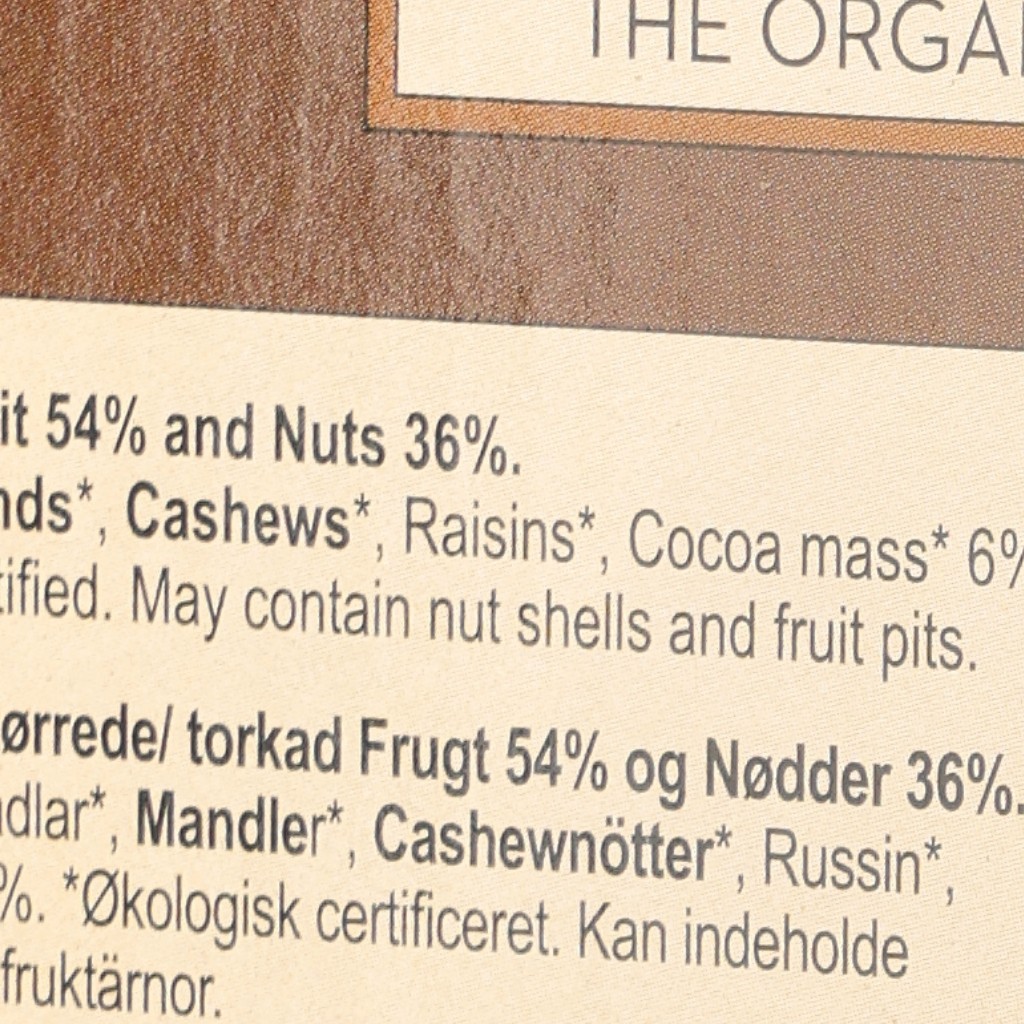 THE ORGA
it 54% and Nuts 36%.
nds*, Cashews*, Raisins*, Cocoa mass* 6%
tified. May contain nut shells and fruit pits.
ørrede/ torkad Frugt 54% og Nødder 36%.
dlar*, Mandler*, Cashewnötter*, Russin*,
%. *Økologisk certificeret. Kan indeholde
fruktärnor.